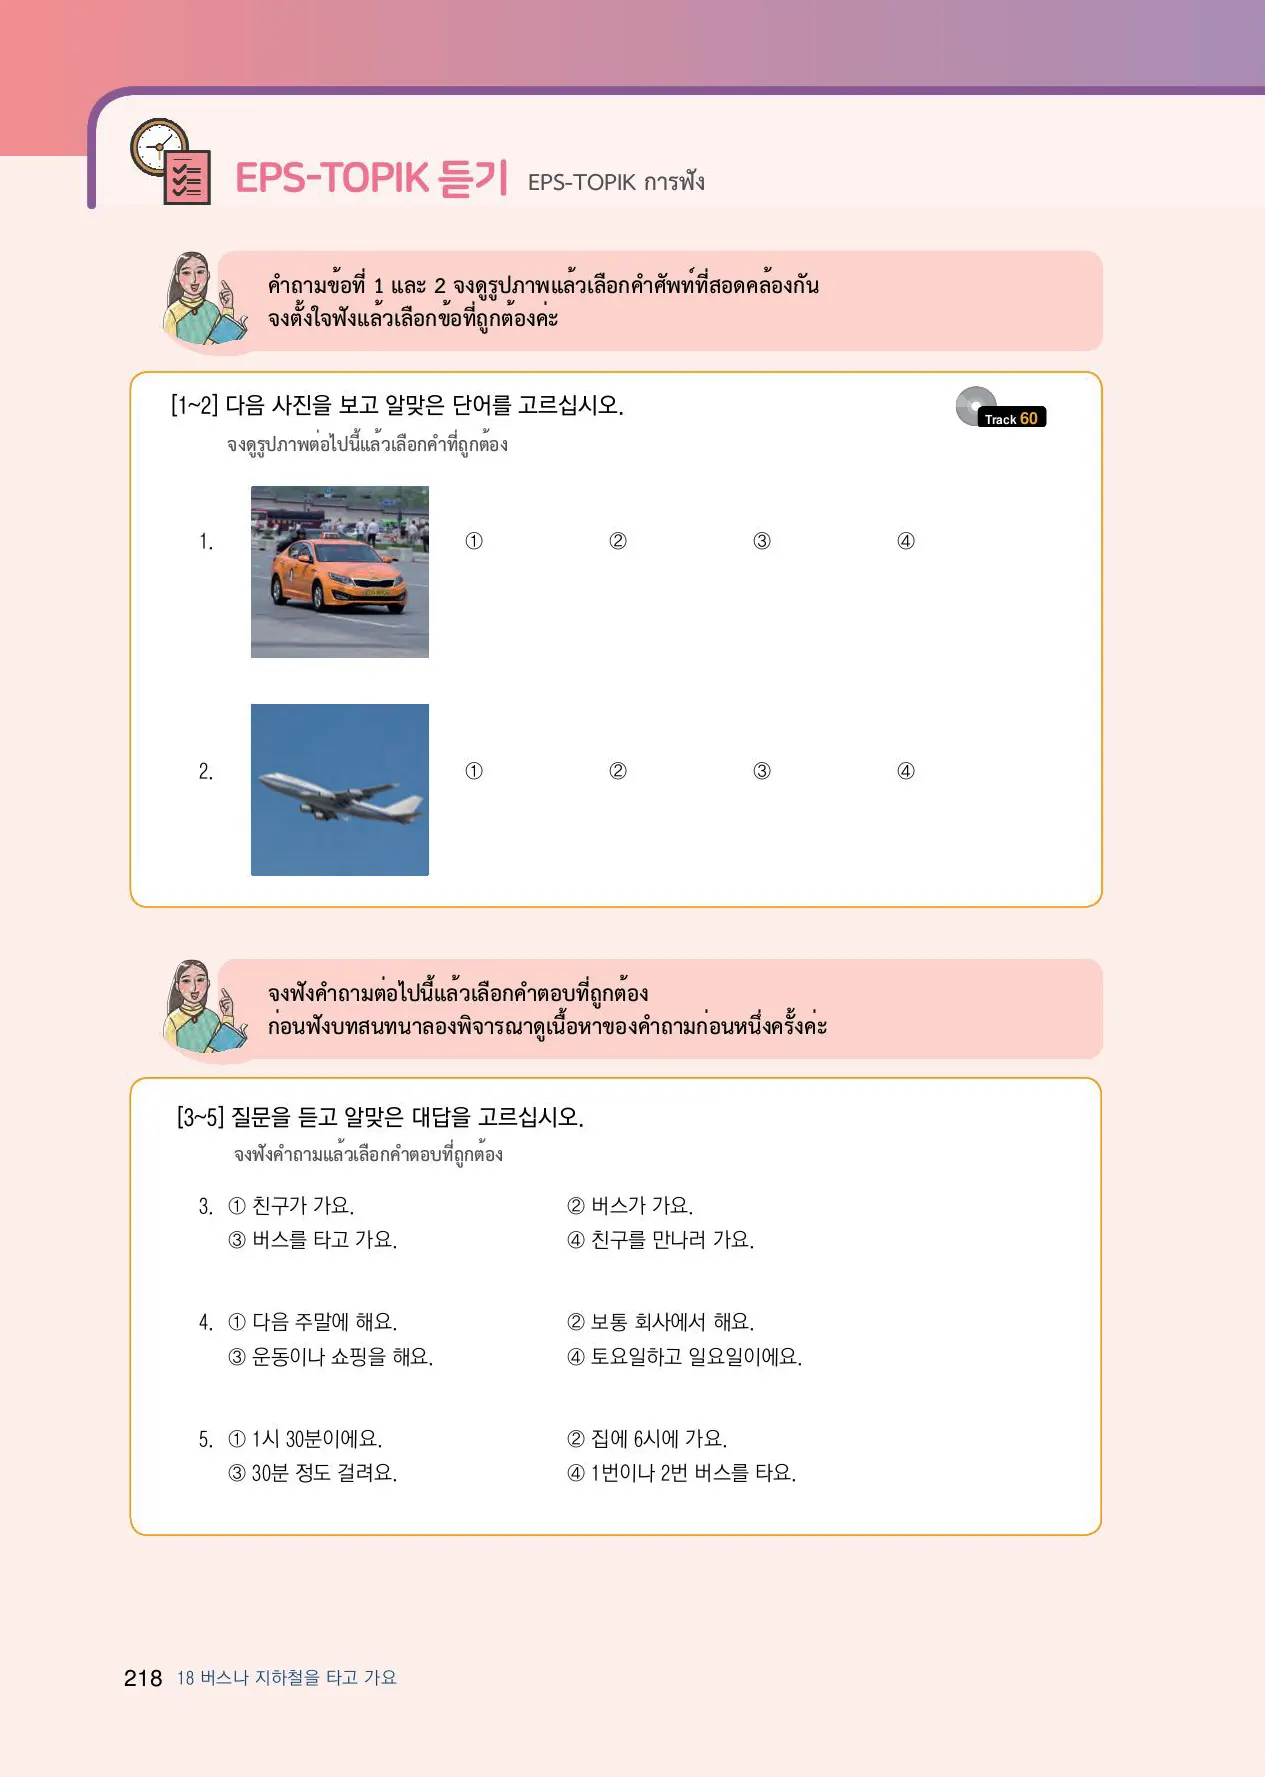 EPS-TOPIK 듣기 EPS-TOPIK การฟัง
คำถามข้อที่ 1 และ 2 จงดูรูปภาพแล้วเลือกคำศัพท์ที่สอดคล้องกัน
จงตั้งใจฟังแล้วเลือกข้อที่ถูกต้องค่ะ
[1~2] 다음 사진을 보고 알맞은 단어를 고르십시오.
Track 60
จงดูรูปภาพต่อไปนี้แล้วเลือกคำที่ถูกต้อง
1. ① ② ③ ④
2. ① ② ③ ④
จงฟังคำถามต่อไปนี้แล้วเลือกคำตอบที่ถูกต้อง
ก่อนฟังบทสนทนาลองพิจารณาดูเนื้อหาของคำถามก่อนหนึ่งครั้งค่ะ
[3~5] 질문을 듣고 알맞은 대답을 고르십시오.
จงฟังคำถามแล้วเลือกคำตอบที่ถูกต้อง
3. ① 친구가 가요. ② 버스가 가요.
③ 버스를 타고 가요. ④ 친구를 만나러 가요.
4. ① 다음 주말에 해요. ② 보통 회사에서 해요.
③ 운동이나 쇼핑을 해요. ④ 토요일하고 일요일이에요.
5. ① 1시 30분이에요. ② 집에 6시에 가요.
③ 30분 정도 걸려요. ④ 1번이나 2번 버스를 타요.
218 18 버스나 지하철을 타고 가요